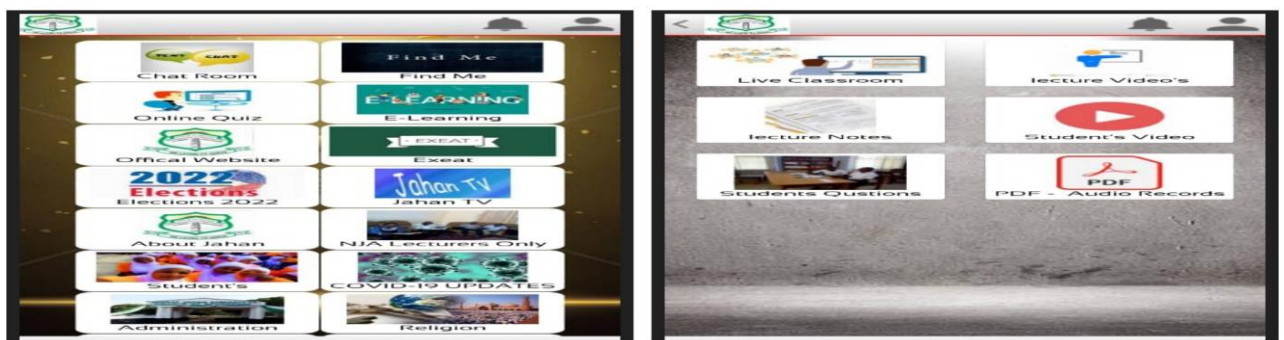 TEXT CHAT
Find Me
Chat Room
Find Me
E-LEARNING
Online Quiz
E-Learning
- EXEAT -
Offical Website
Exeat
2022
Elections
Jahan TV
Elections 2022
Jahan TV
About Jahan
NJA Lecturers Only
Student's
COVID-19 UPDATES
Administration
Religion
<
Live Classroom
lecture Video's
lecture Notes
Student's Video
PDF
Students Qustions
PDF - Audio Records